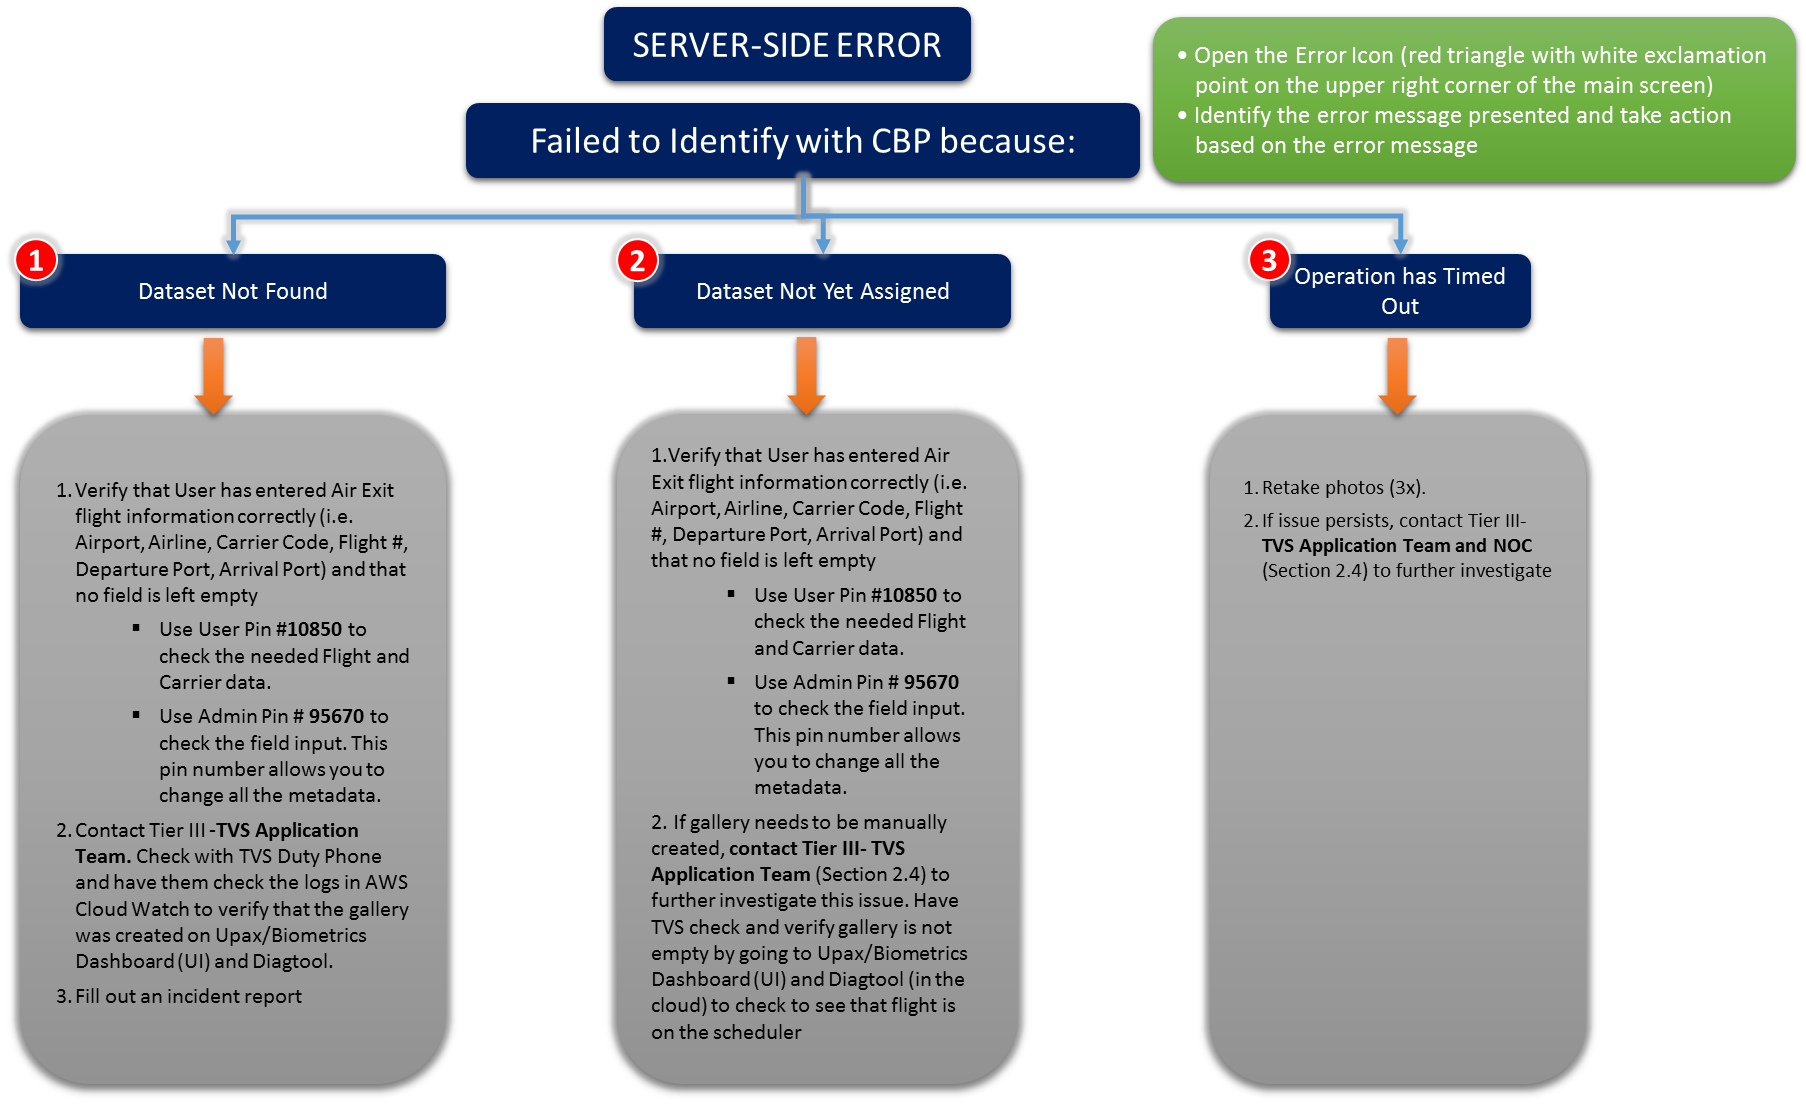 SERVER-SIDE ERROR
Failed to Identify with CBP because:
• Open the Error Icon (red triangle with white exclamation
point on the upper right corner of the main screen)
• Identify the error message presented and take action
based on the error message
1
Dataset Not Found
2
Dataset Not Yet Assigned
3
Operation has Timed
Out
1. Verify that User has entered Air Exit
flight information correctly (i.e.
Airport, Airline, Carrier Code, Flight #,
Departure Port, Arrival Port) and that
no field is left empty
▪ Use User Pin #10850 to
check the needed Flight and
Carrier data.
▪ Use Admin Pin # 95670 to
check the field input. This
pin number allows you to
change all the metadata.
2. Contact Tier III -TVS Application
Team. Check with TVS Duty Phone
and have them check the logs in AWS
Cloud Watch to verify that the gallery
was created on Upax/Biometrics
Dashboard (UI) and Diagtool.
3. Fill out an incident report
1.Verify that User has entered Air
Exit flight information correctly (i.e.
Airport, Airline, Carrier Code, Flight
#, Departure Port, Arrival Port) and
that no field is left empty
▪ Use User Pin #10850 to
check the needed Flight
and Carrier data.
▪ Use Admin Pin # 95670
to check the field input.
This pin number allows
you to change all the
metadata.
2. If gallery needs to be manually
created, contact Tier III- TVS
Application Team (Section 2.4) to
further investigate this issue. Have
TVS check and verify gallery is not
empty by going to Upax/Biometrics
Dashboard (UI) and Diagtool (in the
cloud) to check to see that flight is
on the scheduler
1. Retake photos (3x).
2. If issue persists, contact Tier III-
TVS Application Team and NOC
(Section 2.4) to further investigate